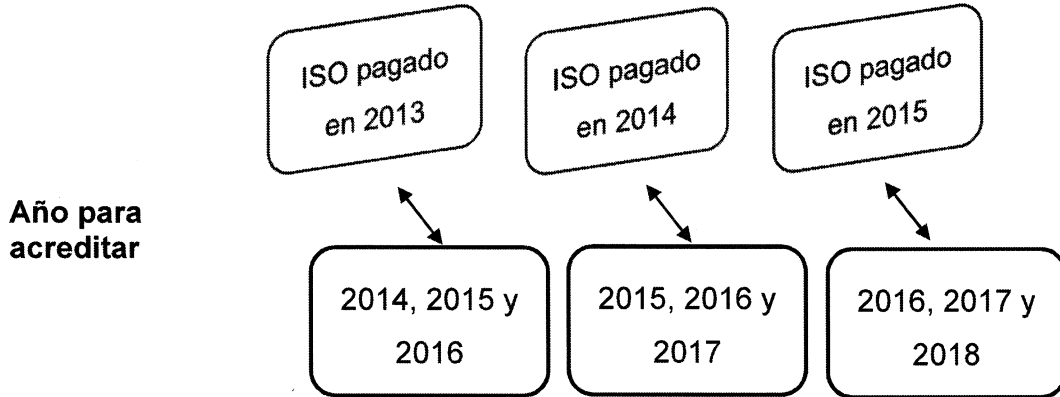 ISO pagado
en 2013
ISO pagado
en 2014
ISO pagado
en 2015
Año para
acreditar
2014, 2015 y
2016
2015, 2016 y
2017
2016, 2017 y
2018